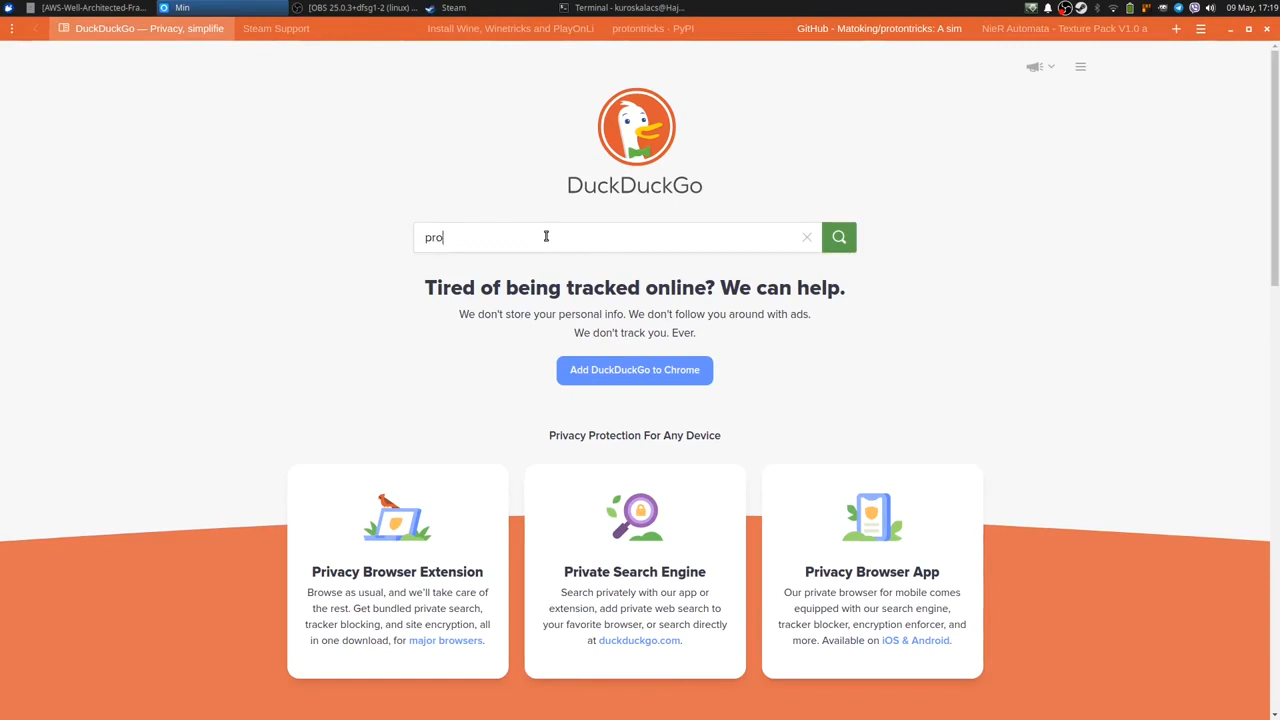 [AWS-Well-Architected-Fra...
Min
[OBS 25.0.3+dfsg1-2 (linux) ...
Steam
Terminal - kuroskalacs@Haj...
09 May, 17:19
DuckDuckGo — Privacy, simplifie
Steam Support
Install Wine, Winetricks and PlayOnLi
protontricks · PyPI
GitHub - Matoking/protontricks: A sim
NieR Automata - Texture Pack V1.0 a
DuckDuckGo
pro
Tired of being tracked online? We can help.
We don't store your personal info. We don't follow you around with ads.
We don't track you. Ever.
Add DuckDuckGo to Chrome
Privacy Protection For Any Device
Privacy Browser Extension
Browse as usual, and we'll take care of
the rest. Get bundled private search,
tracker blocking, and site encryption, all
in one download, for major browsers.
Private Search Engine
Search privately with our app or
extension, add private web search to
your favorite browser, or search directly
at duckduckgo.com.
Privacy Browser App
Our private browser for mobile comes
equipped with our search engine,
tracker blocker, encryption enforcer, and
more. Available on iOS & Android.